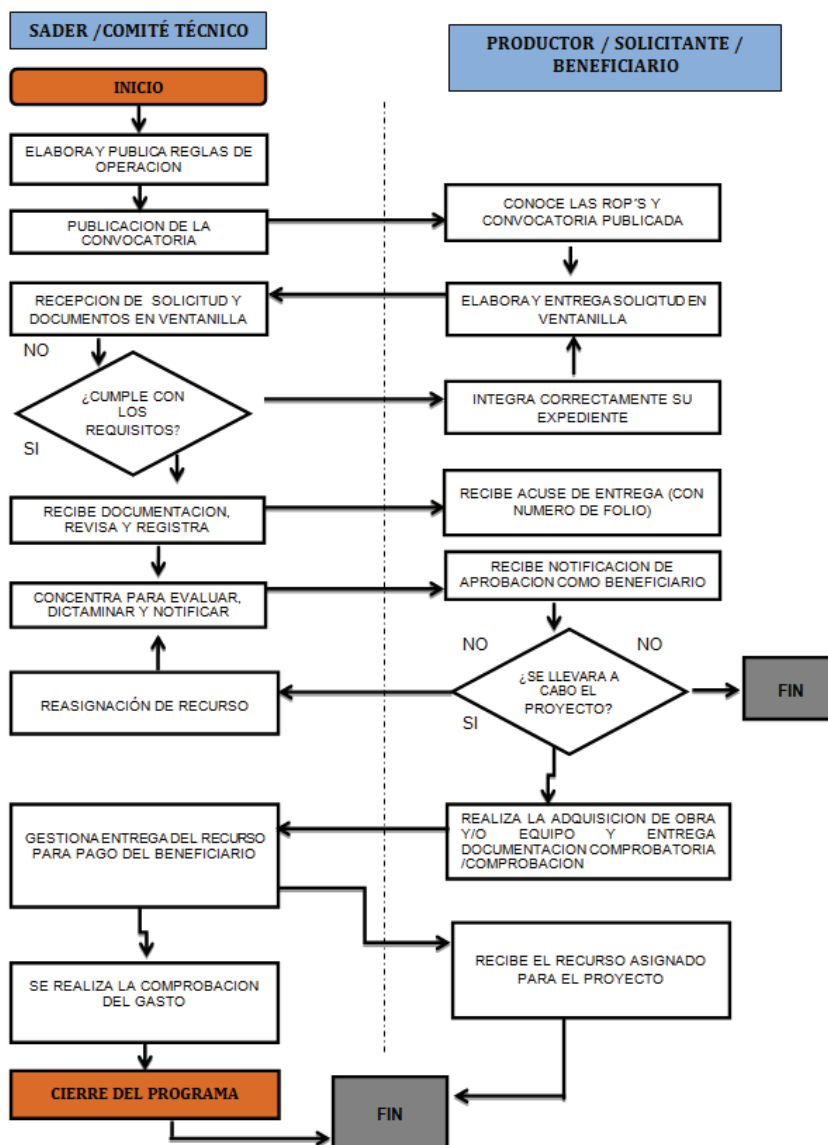 SADER /COMITÉ TÉCNICO
PRODUCTOR / SOLICITANTE /
BENEFICIARIO
INICIO
ELABORA Y PUBLICA REGLAS DE
OPERACION
PUBLICACION DE LA
CONVOCATORIA
CONOCE LAS ROP'S Y
CONVOCATORIA PUBLICADA
RECEPCION DE SOLICITUD Y
DOCUMENTOS EN VENTANILLA
ELABORA Y ENTREGA SOLICITUD EN
VENTANILLA
NO
¿CUMPLE CON
LOS
REQUISITOS?
SI
INTEGRA CORRECTAMENTE SU
EXPEDIENTE
RECIBE DOCUMENTACION,
REVISA Y REGISTRA
RECIBE ACUSE DE ENTREGA (CON
NUMERO DE FOLIO)
CONCENTRA PARA EVALUAR,
DICTAMINAR Y NOTIFICAR
RECIBE NOTIFICACION DE
APROBACION COMO BENEFICIARIO
NO
NO
¿SE LLEVARA A
CABO EL
PROYECTO?
SI
FIN
REASIGNACIÓN DE RECURSO
GESTIONA ENTREGA DEL RECURSO
PARA PAGO DEL BENEFICIARIO
REALIZA LA ADQUISICION DE OBRA
Y/O EQUIPO Y ENTREGA
DOCUMENTACION COMPROBATORIA
/COMPROBACION
RECIBE EL RECURSO ASIGNADO
PARA EL PROYECTO
SE REALIZA LA COMPROBACION
DEL GASTO
CIERRE DEL PROGRAMA
FIN